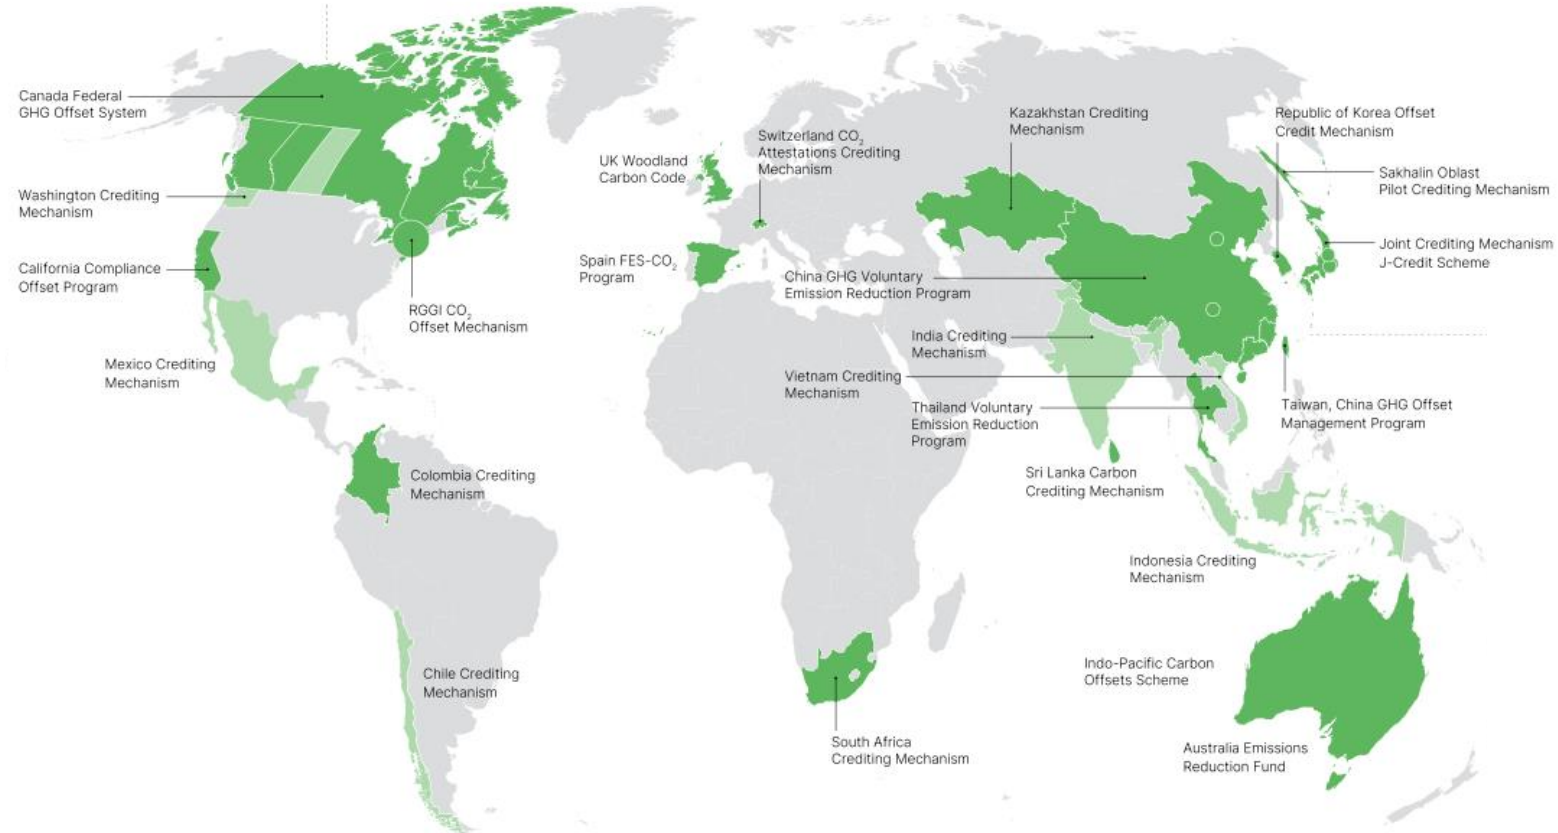 Canada Federal
GHG Offset System
Washington Crediting
Mechanism
California Compliance
Offset Program
Mexico Crediting
Mechanism
RGGI CO₂
Offset Mechanism
Colombia Crediting
Mechanism
Chile Crediting
Mechanism
UK Woodland
Carbon Code
Switzerland CO₂
Attestations Crediting
Mechanism
Spain FES-CO₂
Program
Kazakhstan Crediting
Mechanism
Republic of Korea Offset
Credit Mechanism
Sakhalin Oblast
Pilot Crediting Mechanism
Joint Crediting Mechanism
J-Credit Scheme
China GHG Voluntary
Emission Reduction Program
India Crediting
Mechanism
Vietnam Crediting
Mechanism
Thailand Voluntary
Emission Reduction
Program
Taiwan, China GHG Offset
Management Program
Sri Lanka Carbon
Crediting Mechanism
Indonesia Crediting
Mechanism
Indo-Pacific Carbon
Offsets Scheme
South Africa
Crediting Mechanism
Australia Emissions
Reduction Fund